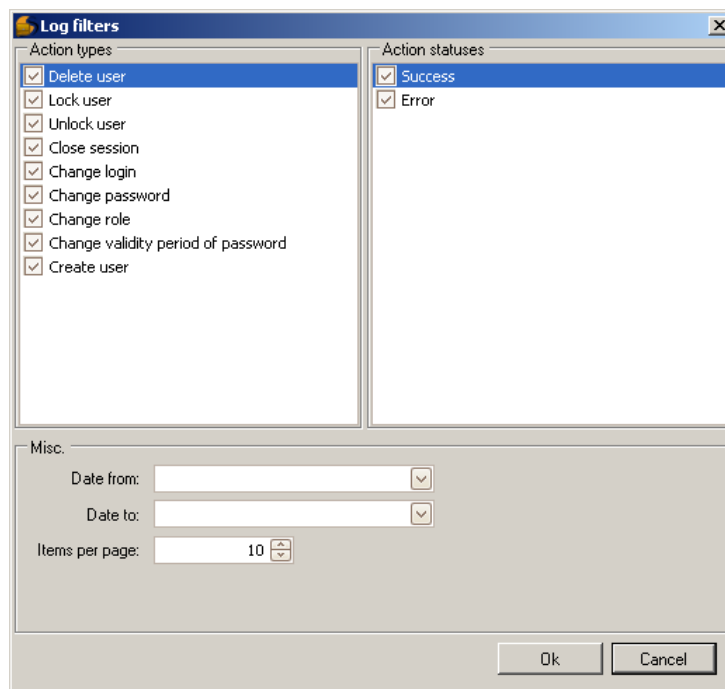 Log filters
Action types
Delete user
Lock user
Unlock user
Close session
Change login
Change password
Change role
Change validity period of password
Create user
Action statuses
Success
Error
Misc.
Date from:
Date to:
Items per page: 10
Ok Cancel